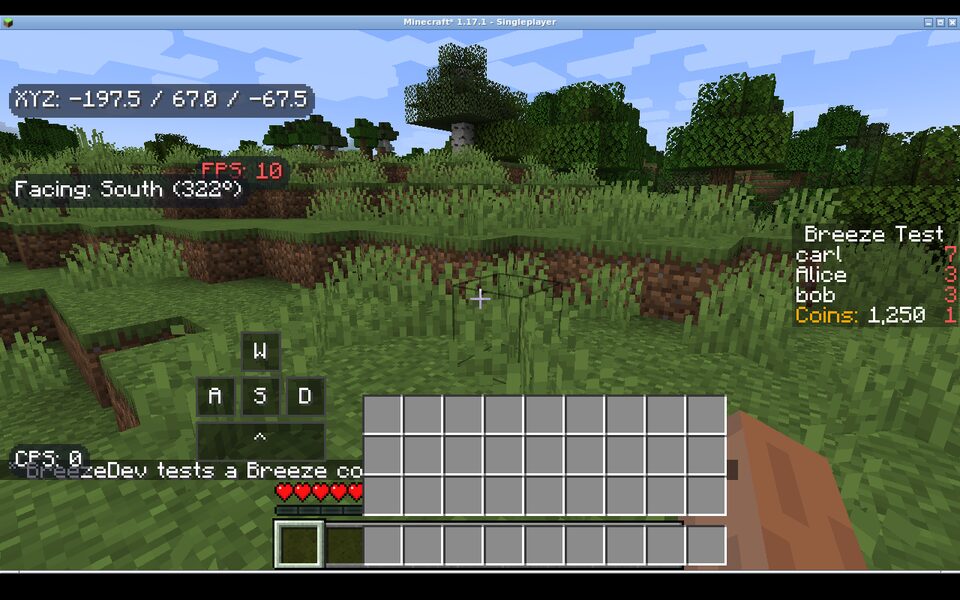 Minecraft* 1.17.1 - Singleplayer
XYZ: -197.5 / 67.0 / -67.5
FPS: 10
Facing: South (322°)
Breeze Test
carl 7
Alice 3
bob 3
Coins: 1,250 1
W
A S D
^
CPS: 0
* BreezeDev tests a Breeze co